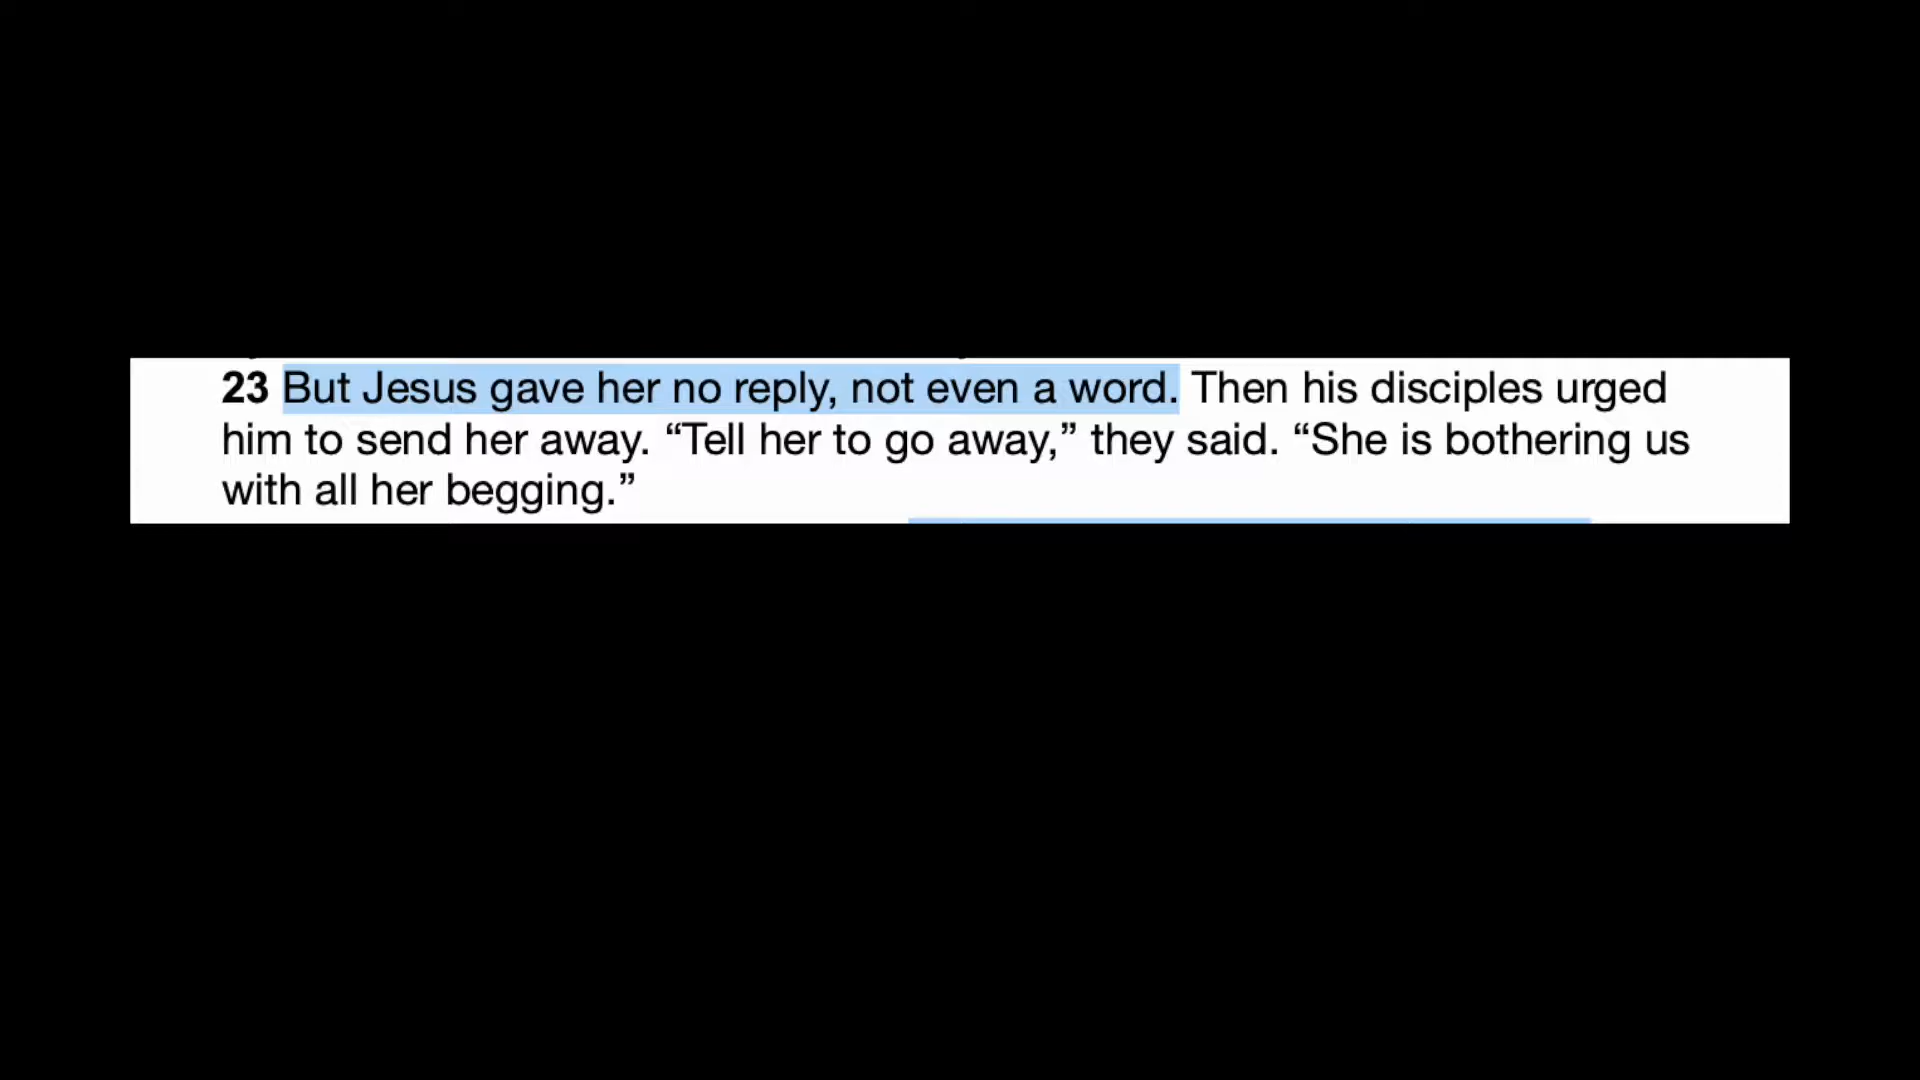 23 But Jesus gave her no reply, not even a word. Then his disciples urged
him to send her away. “Tell her to go away,” they said. “She is bothering us
with all her begging.”